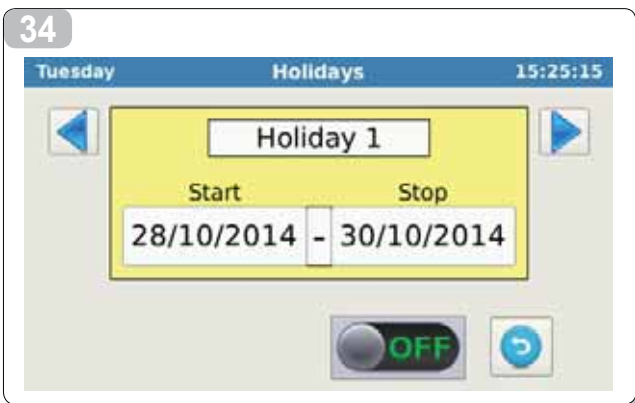 34
Tuesday Holidays 15:25:15
Holiday 1
Start Stop
28/10/2014 - 30/10/2014
OFF